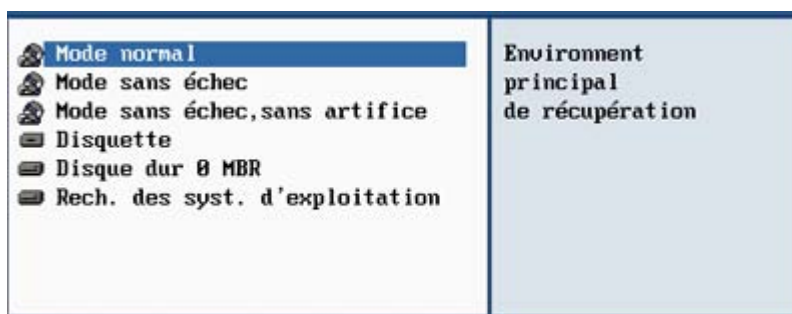 Mode normal
Mode sans échec
Mode sans échec,sans artifice
Disquette
Disque dur 0 MBR
Rech. des syst. d'exploitation
Environnent
principal
de récupération